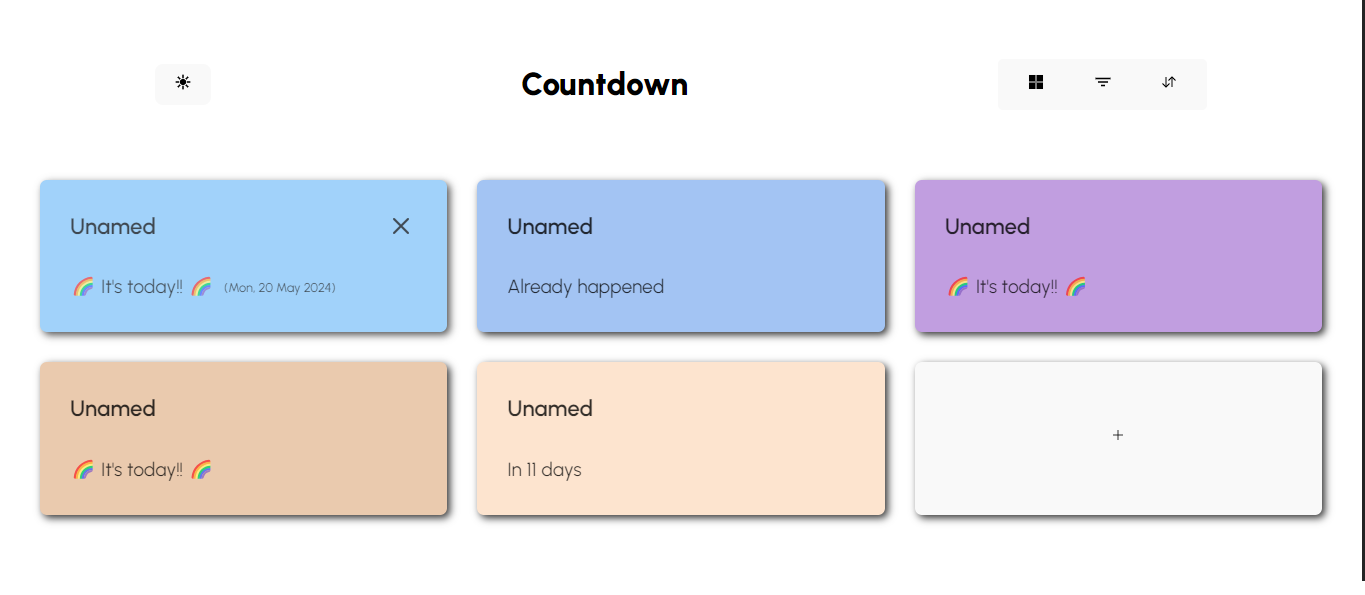 Countdown
Unamed
🌈 It's today!! 🌈 (Mon, 20 May 2024)
Unamed
Already happened
Unamed
🌈 It's today!! 🌈
Unamed
🌈 It's today!! 🌈
Unamed
In 11 days
+